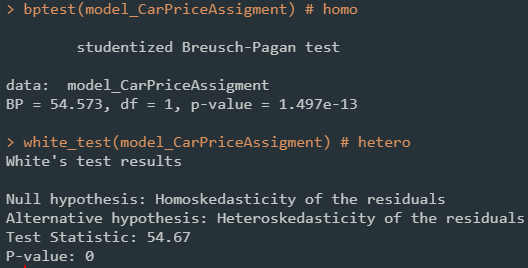 > bptest(model_CarPriceAssigment) # homo
studentized Breusch-Pagan test
data:  model_CarPriceAssigment
BP = 54.573, df = 1, p-value = 1.497e-13
> white_test(model_CarPriceAssigment) # hetero
White's test results
Null hypothesis: Homoskedasticity of the residuals
Alternative hypothesis: Heteroskedasticity of the residuals
Test Statistic: 54.67
P-value: 0